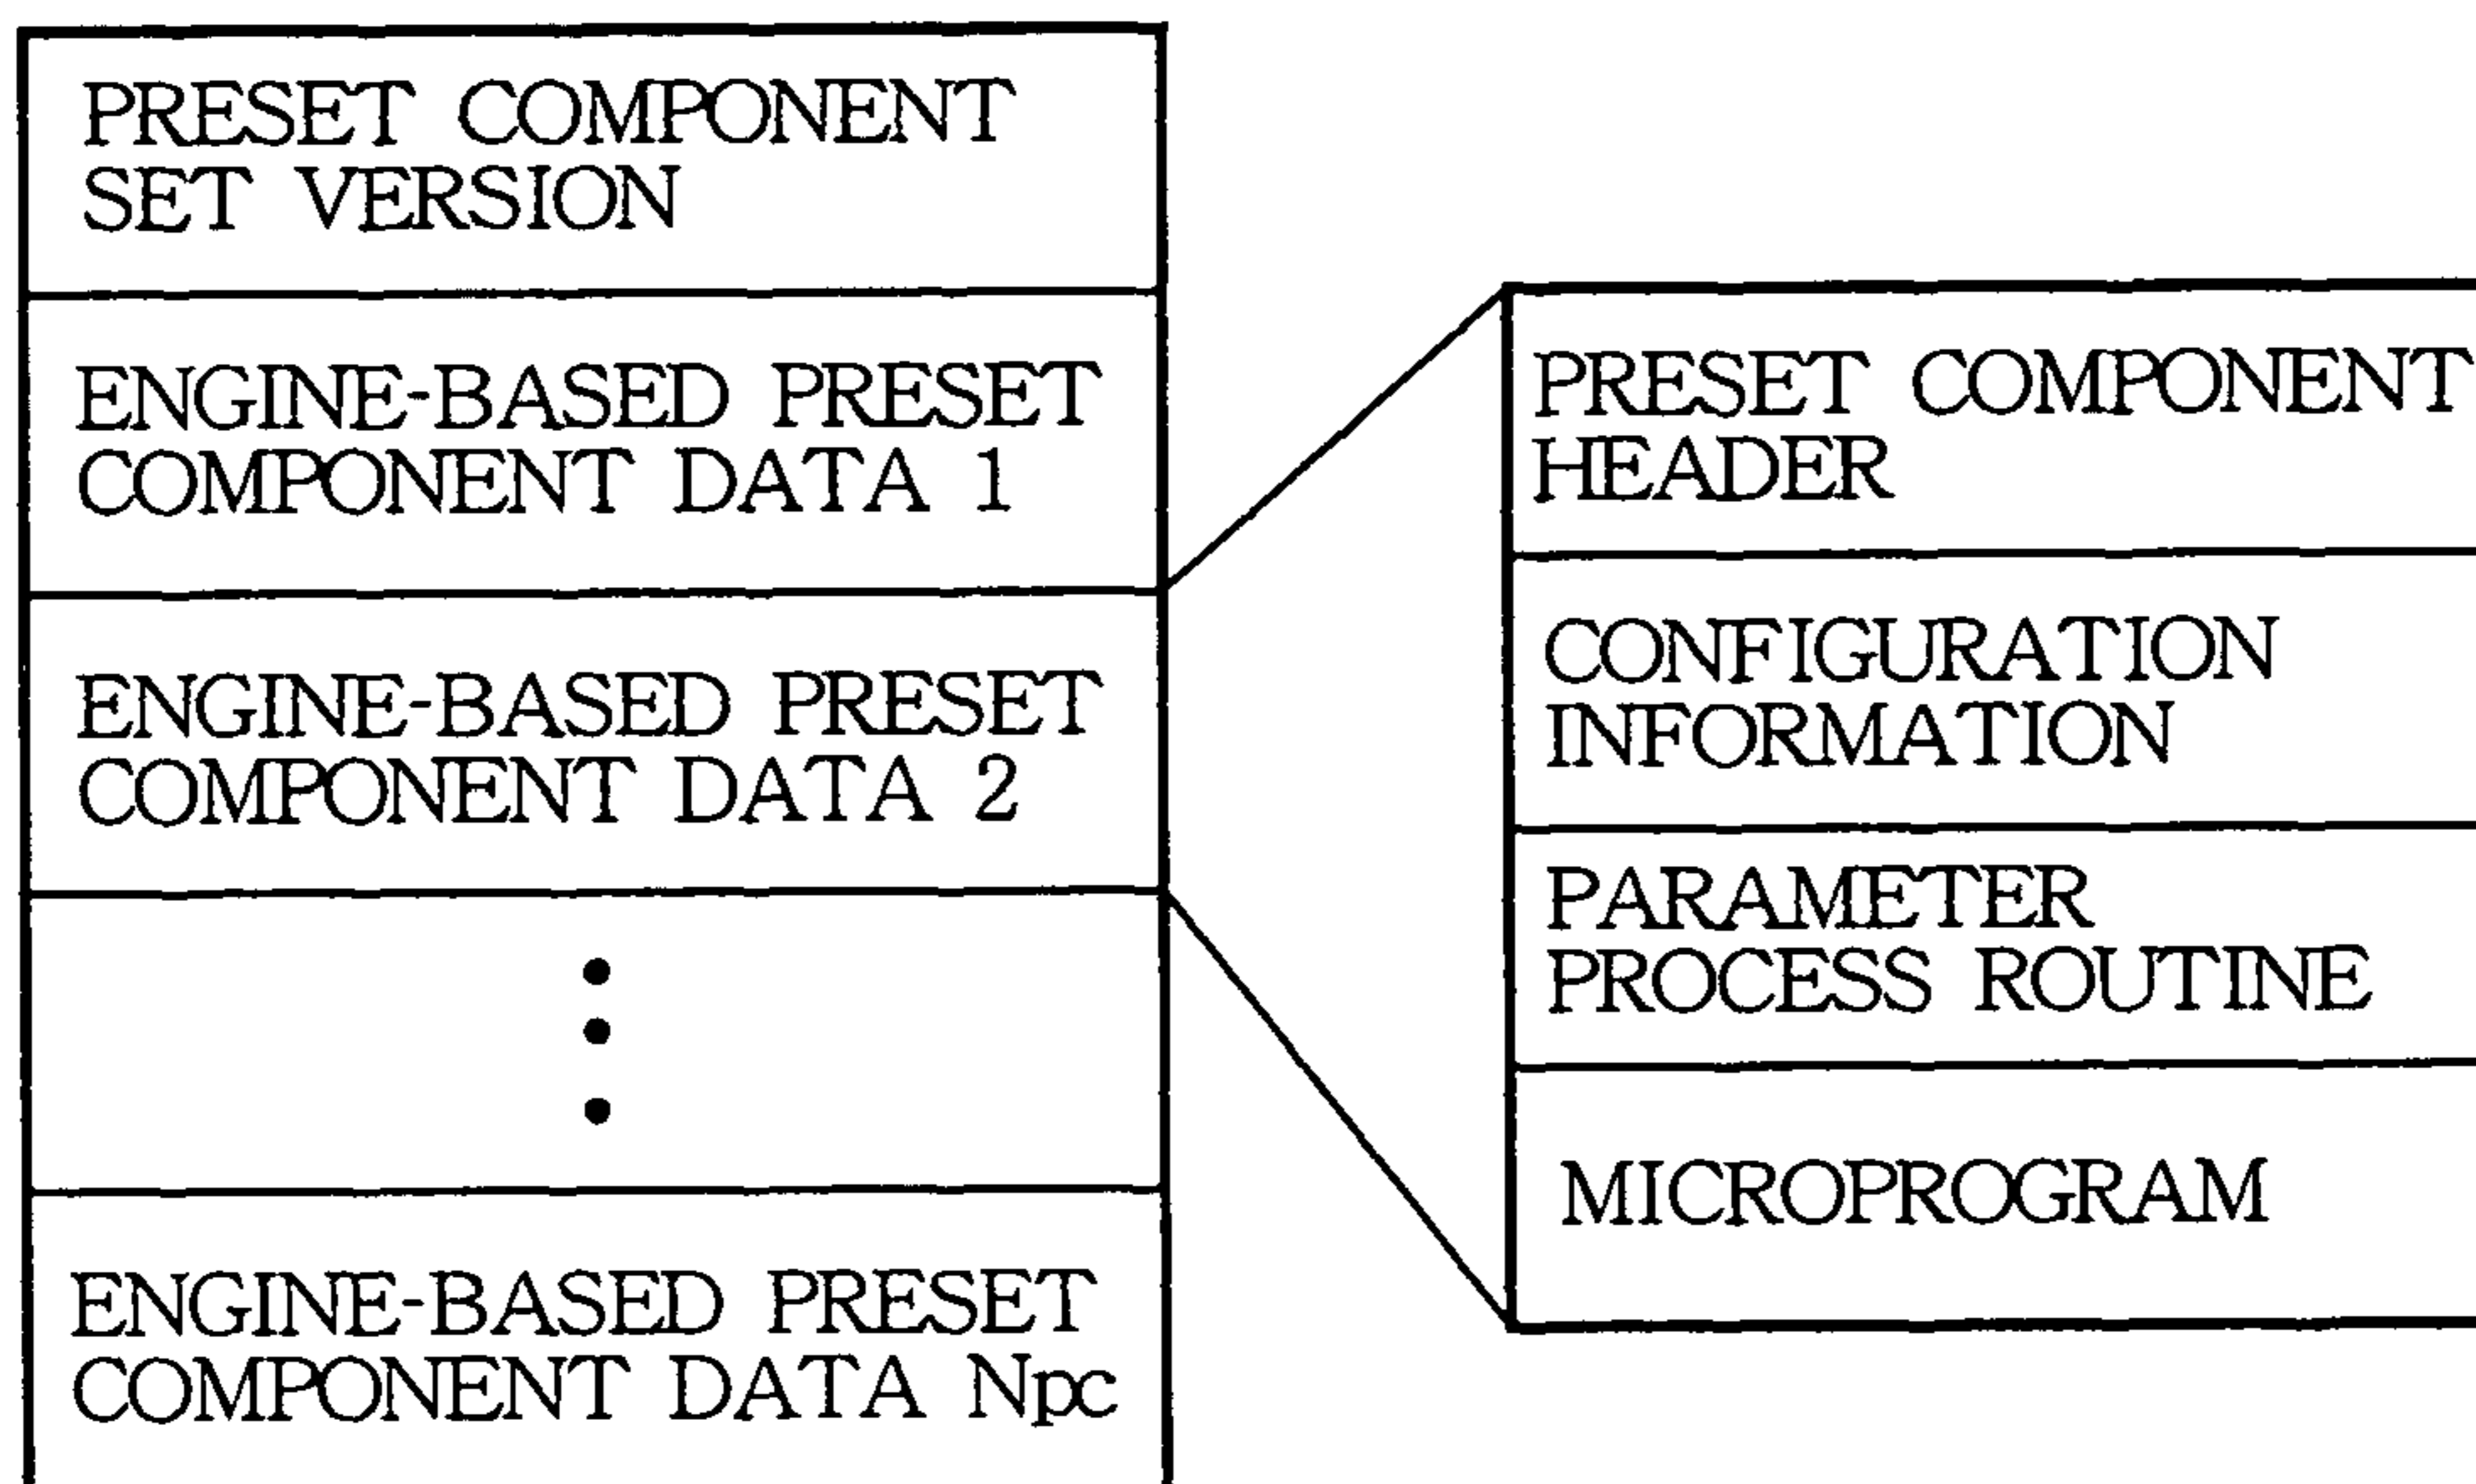 PRESET COMPONENT
SET VERSION
ENGINE-BASED PRESET
COMPONENT DATA 1
ENGINE-BASED PRESET
COMPONENT DATA 2
ENGINE-BASED PRESET
COMPONENT DATA Npc
PRESET COMPONENT
HEADER
CONFIGURATION
INFORMATION
PARAMETER
PROCESS ROUTINE
MICROPROGRAM